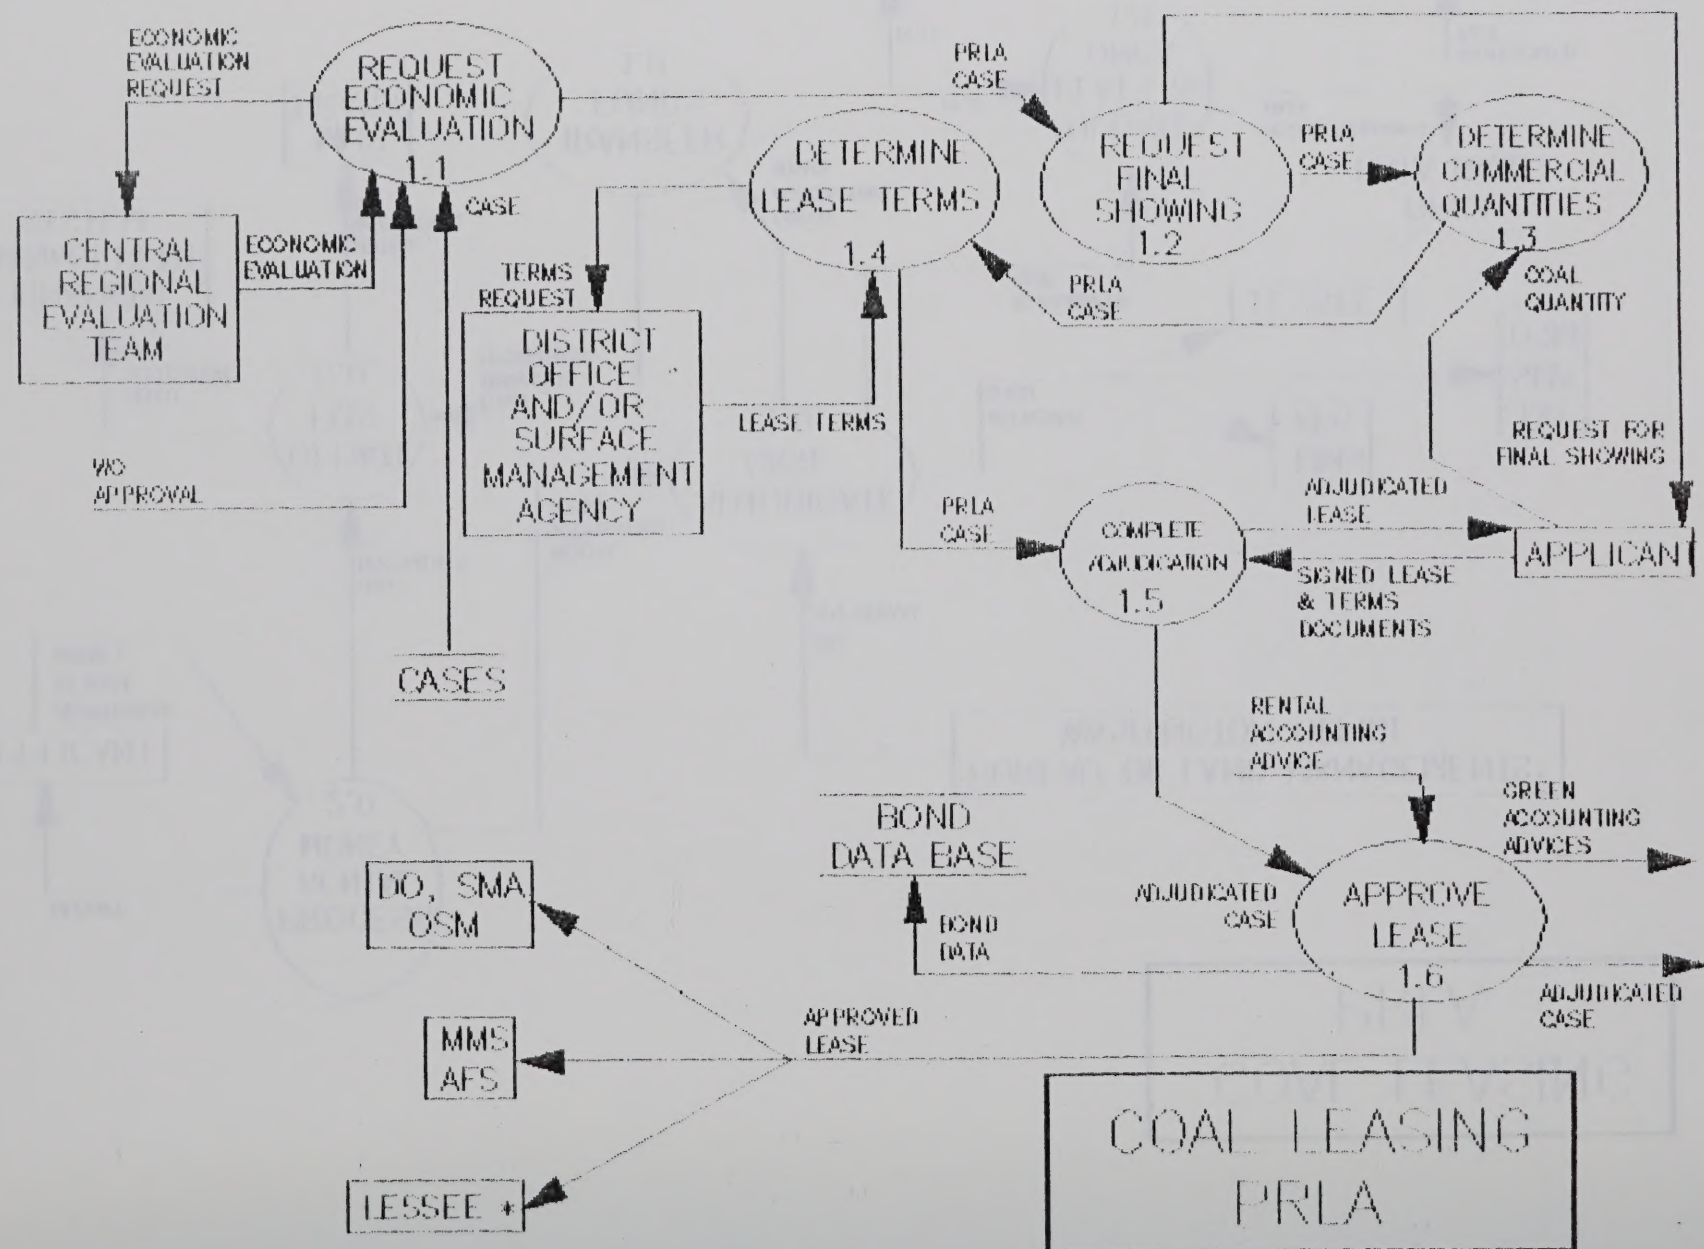 ECONOMIC
EVALUATION
REQUEST
REQUEST
ECONOMIC
EVALUATION
1.1
PRLA
CASE
DETERMINE
LEASE TERMS
1.4
REQUEST
FINAL
SHOWING
1.2
PRLA
CASE
DETERMINE
COMMERCIAL
QUANTITIES
1.3
CASE
CENTRAL
REGIONAL
EVALUATION
TEAM
ECONOMIC
EVALUATION
TERMS
REQUEST
PRLA
CASE
COAL
QUANTITY
DISTRICT
OFFICE
AND/OR
SURFACE
MANAGEMENT
AGENCY
LEASE TERMS
REQUEST FOR
FINAL SHOWING
WO
APPROVAL
PRLA
CASE
COMPLETE
ADJUDICATION
1.5
ADJUDICATED
LEASE
APPLICANT
SIGNED LEASE
& TERMS
DOCUMENTS
CASES
RENTAL
ACCOUNTING
ADVICE
BOND
DATA BASE
GREEN
ACCOUNTING
ADVICES
DO, SMA
OSM
BOND
DATA
ADJUDICATED
CASE
APPROVE
LEASE
1.6
ADJUDICATED
CASE
APPROVED
LEASE
MMS
AFS
LESSEE *
COAL LEASING
PRLA